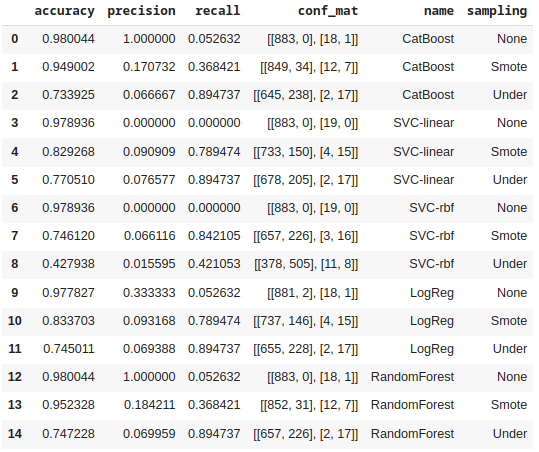 accuracy precision recall conf_mat name sampling
0 0.980044 1.000000 0.052632 [[883, 0], [18, 1]] CatBoost None
1 0.949002 0.170732 0.368421 [[849, 34], [12, 7]] CatBoost Smote
2 0.733925 0.066667 0.894737 [[645, 238], [2, 17]] CatBoost Under
3 0.978936 0.000000 0.000000 [[883, 0], [19, 0]] SVC-linear None
4 0.829268 0.090909 0.789474 [[733, 150], [4, 15]] SVC-linear Smote
5 0.770510 0.076577 0.894737 [[678, 205], [2, 17]] SVC-linear Under
6 0.978936 0.000000 0.000000 [[883, 0], [19, 0]] SVC-rbf None
7 0.746120 0.066116 0.842105 [[657, 226], [3, 16]] SVC-rbf Smote
8 0.427938 0.015595 0.421053 [[378, 505], [11, 8]] SVC-rbf Under
9 0.977827 0.333333 0.052632 [[881, 2], [18, 1]] LogReg None
10 0.833703 0.093168 0.789474 [[737, 146], [4, 15]] LogReg Smote
11 0.745011 0.069388 0.894737 [[655, 228], [2, 17]] LogReg Under
12 0.980044 1.000000 0.052632 [[883, 0], [18, 1]] RandomForest None
13 0.952328 0.184211 0.368421 [[852, 31], [12, 7]] RandomForest Smote
14 0.747228 0.069959 0.894737 [[657, 226], [2, 17]] RandomForest Under